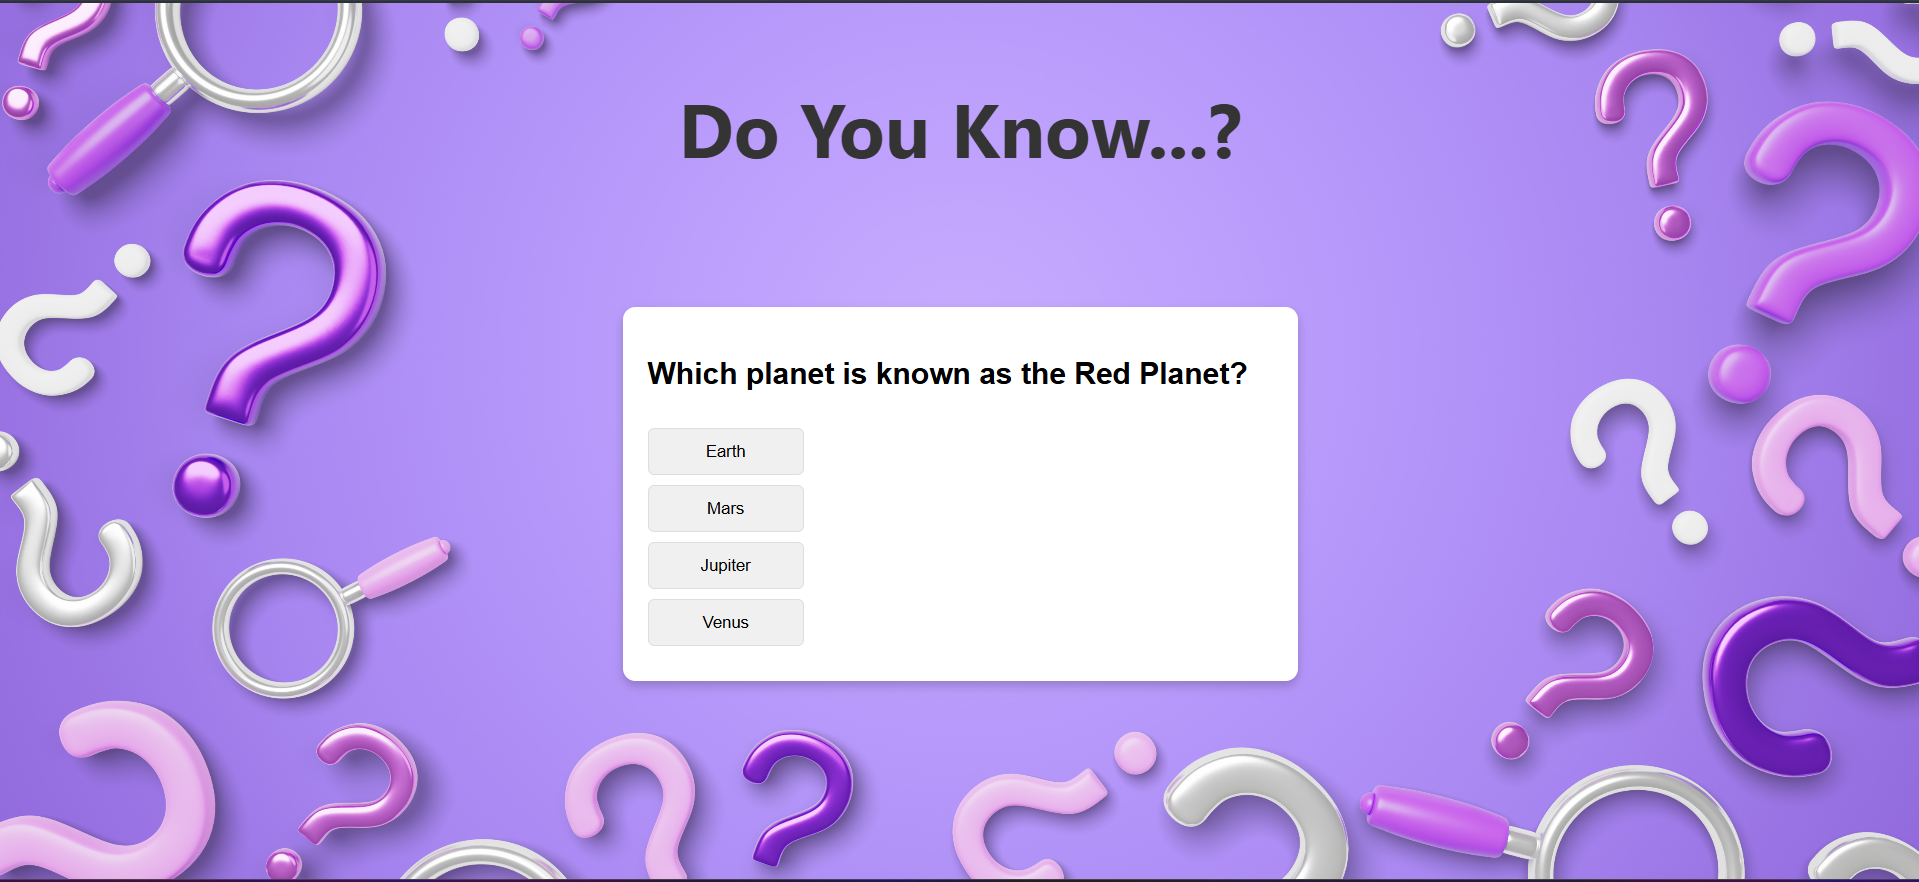 Do You Know...?
Which planet is known as the Red Planet?
Earth
Mars
Jupiter
Venus